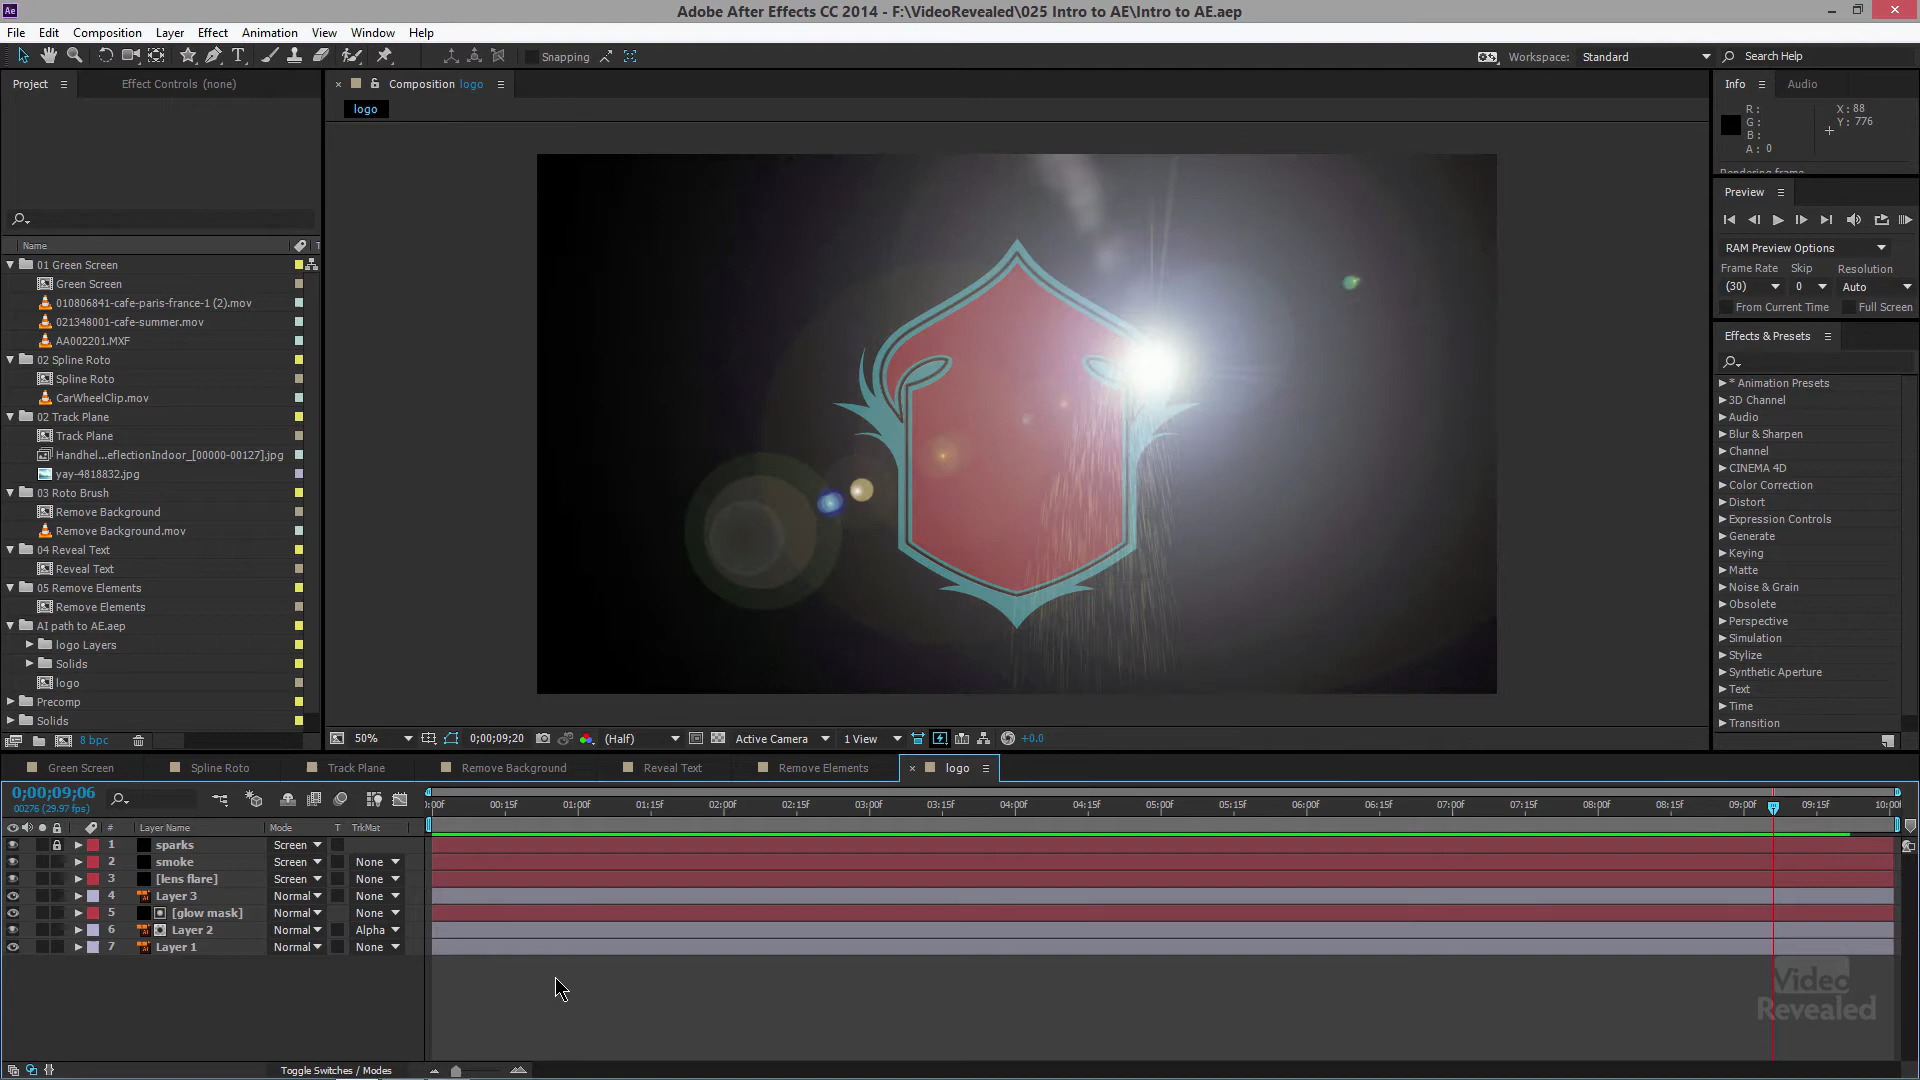 Adobe After Effects CC 2014 - F:\VideoRevealed\025 Intro to AE\Intro to AE.aep
File Edit Composition Layer Effect Animation View Window Help
Snapping Workspace: Standard Search Help
Project Effect Controls (none) Composition logo Info Audio
logo
R: X: 88
G: Y: 776
B:
A: 0
Rendering frame
Preview
RAM Preview Options
Frame Rate Skip Resolution
(30) 0 Auto
From Current Time Full Screen
Effects & Presets
* Animation Presets
3D Channel
Audio
Blur & Sharpen
Channel
CINEMA 4D
Color Correction
Distort
Expression Controls
Generate
Keying
Matte
Noise & Grain
Obsolete
Perspective
Simulation
Stylize
Synthetic Aperture
Text
Time
Transition
Name T
01 Green Screen
Green Screen
010806841-cafe-paris-france-1 (2).mov
021348001-cafe-summer.mov
AA002201.MXF
02 Spline Roto
Spline Roto
CarWheelClip.mov
02 Track Plane
Track Plane
Handhel...eflectionIndoor_[00000-00127].jpg
yay-4818832.jpg
03 Roto Brush
Remove Background
Remove Background.mov
04 Reveal Text
Reveal Text
05 Remove Elements
Remove Elements
AI path to AE.aep
logo Layers
Solids
logo
Precomp
Solids
8 bpc
50% 0;00;09;20 (Half) Active Camera 1 View +0.0
Green Screen Spline Roto Track Plane Remove Background Reveal Text Remove Elements logo
0;00;09;06
00276 (29.97 fps)
):00f 00:15f 01:00f 01:15f 02:00f 02:15f 03:00f 03:15f 04:00f 04:15f 05:00f 05:15f 06:00f 06:15f 07:00f 07:15f 08:00f 08:15f 09:00f 09:15f 10:00f
# Layer Name Mode T TrkMat
1 sparks Screen
2 smoke Screen None
3 [lens flare] Screen None
4 Layer 3 Normal None
5 [glow mask] Normal None
6 Layer 2 Normal Alpha
7 Layer 1 Normal None
Video
Revealed
Toggle Switches / Modes